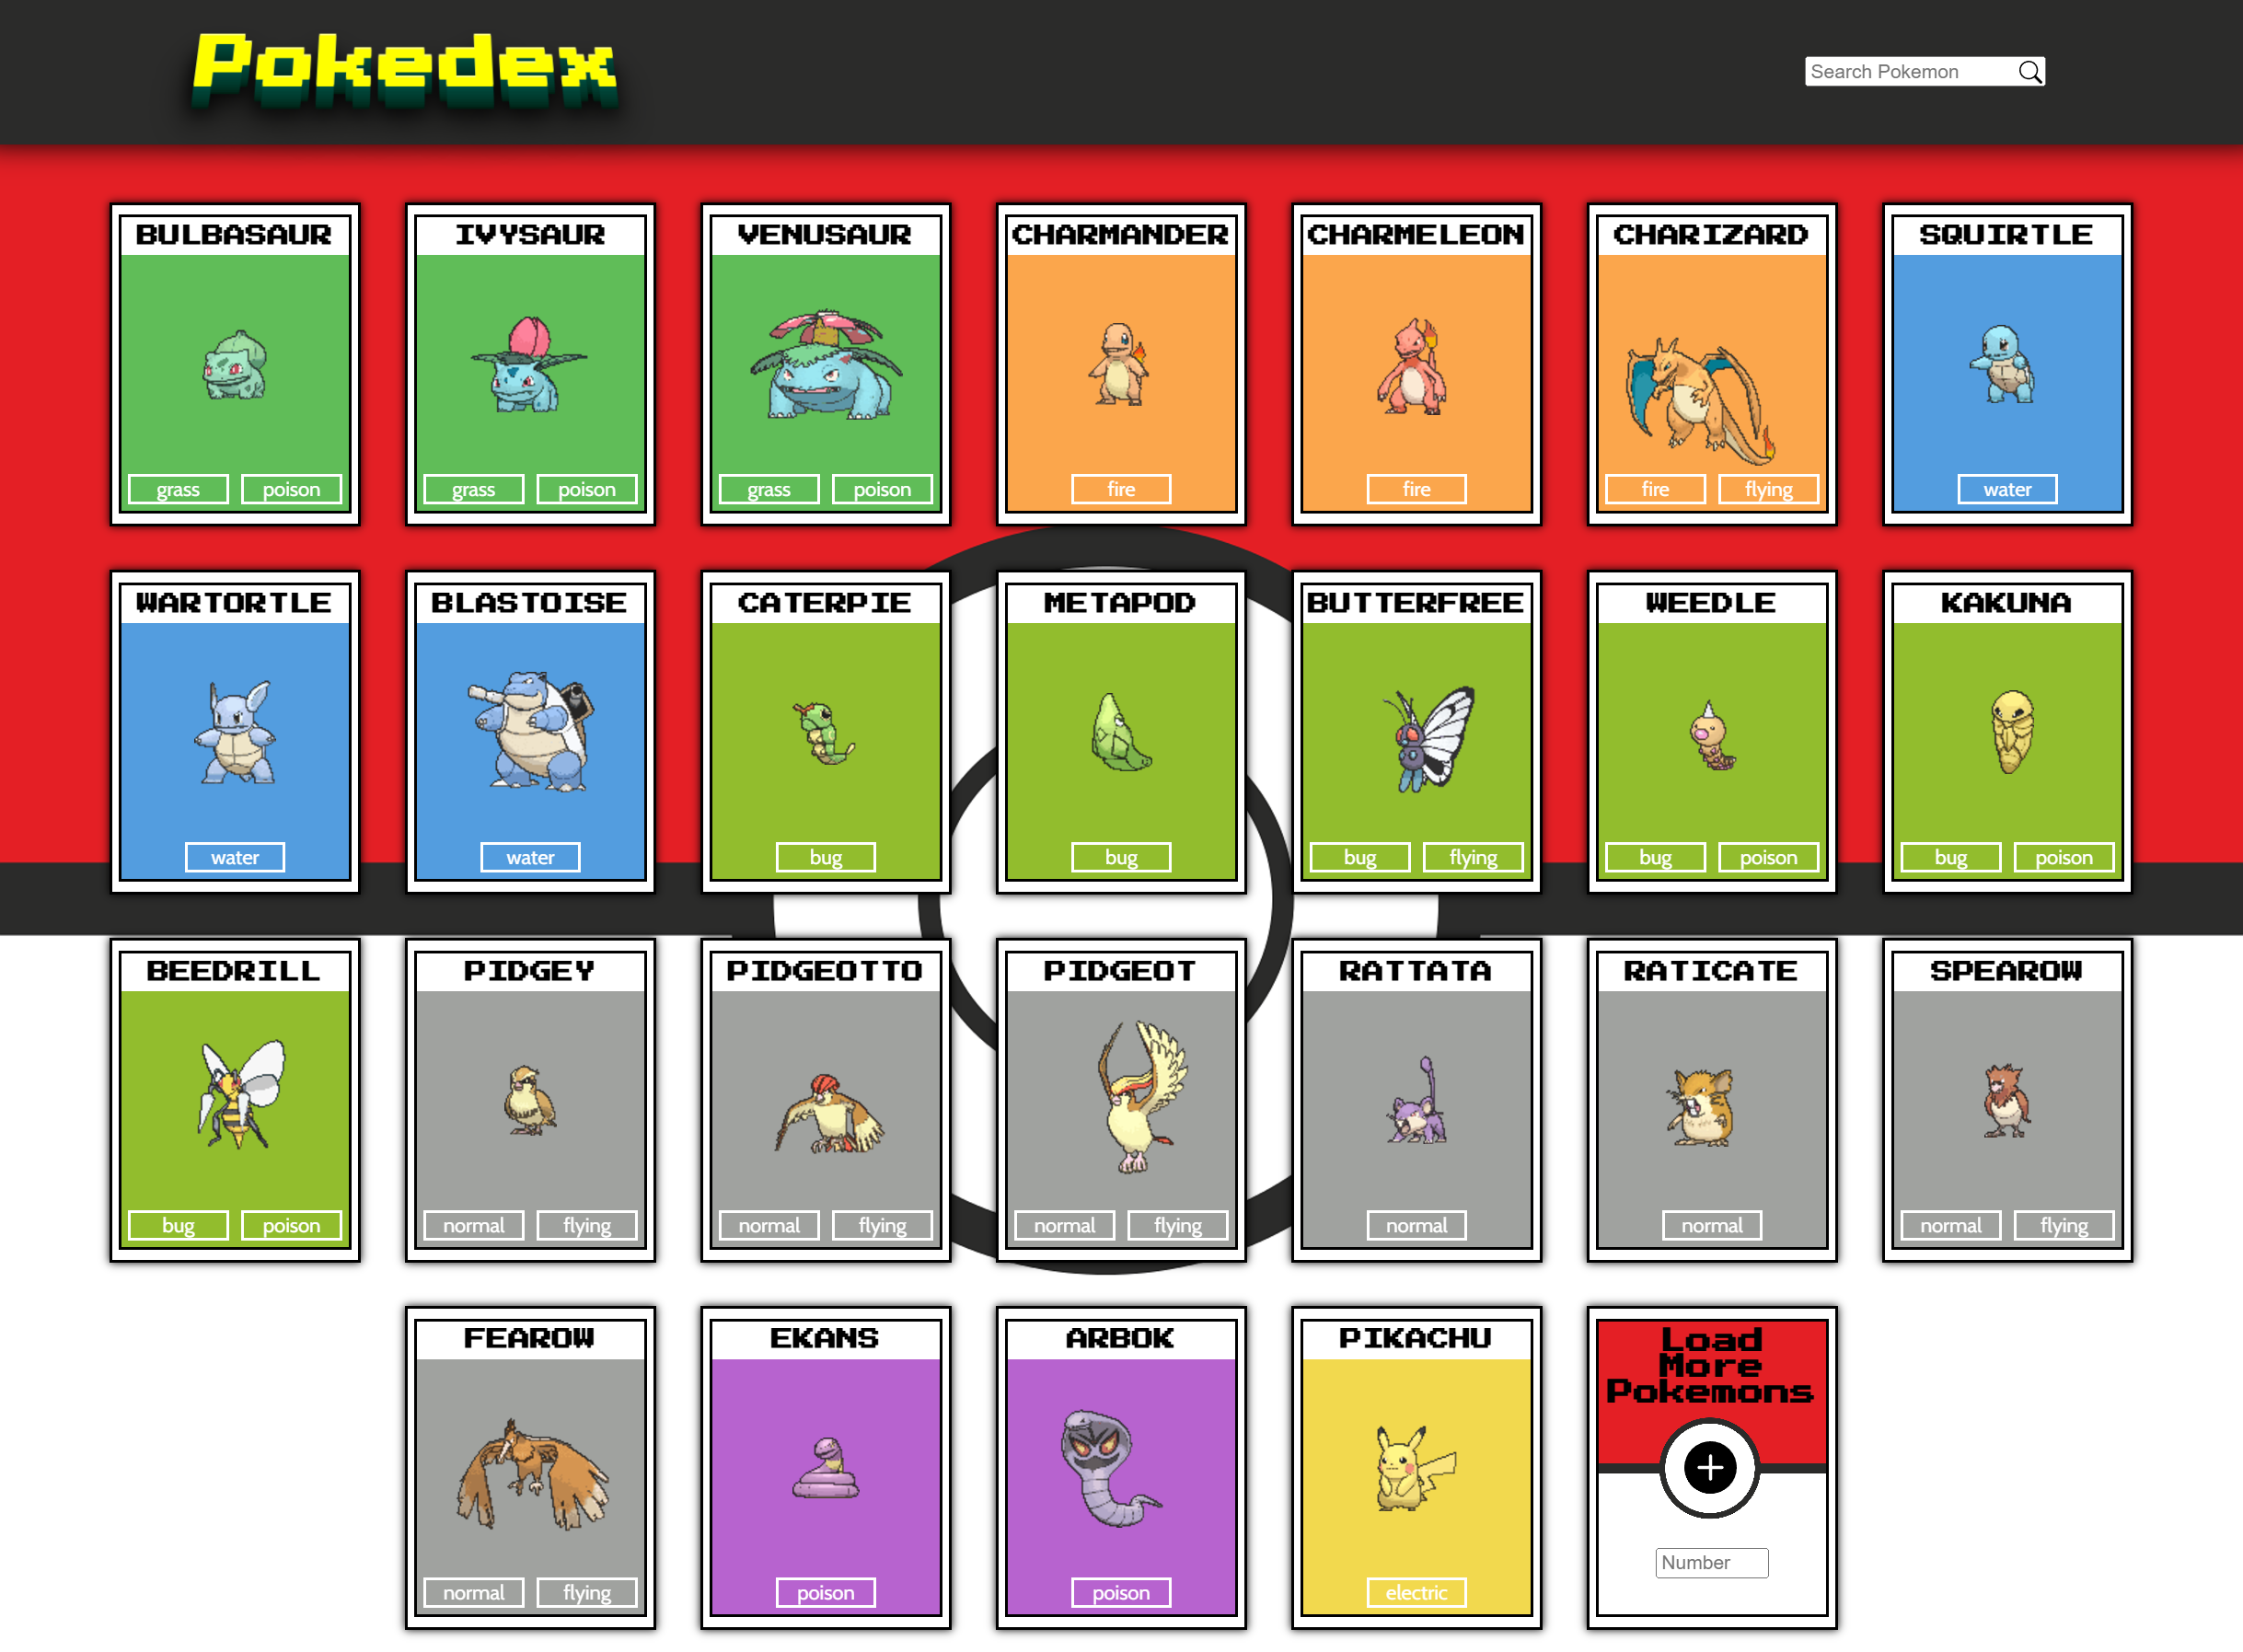 Pokedex
Search Pokemon
BULBASAUR
grass poison
IVYSAUR
grass poison
VENUSAUR
grass poison
CHARMANDER
fire
CHARMELEON
fire
CHARIZARD
fire flying
SQUIRTLE
water
WARTORTLE
water
BLASTOISE
water
CATERPIE
bug
METAPOD
bug
BUTTERFREE
bug flying
WEEDLE
bug poison
KAKUNA
bug poison
BEEDRILL
bug poison
PIDGEY
normal flying
PIDGEOTTO
normal flying
PIDGEOT
normal flying
RATTATA
normal
RATICATE
normal
SPEAROW
normal flying
FEAROW
normal flying
EKANS
poison
ARBOK
poison
PIKACHU
electric
Load
More
Pokemons
Number